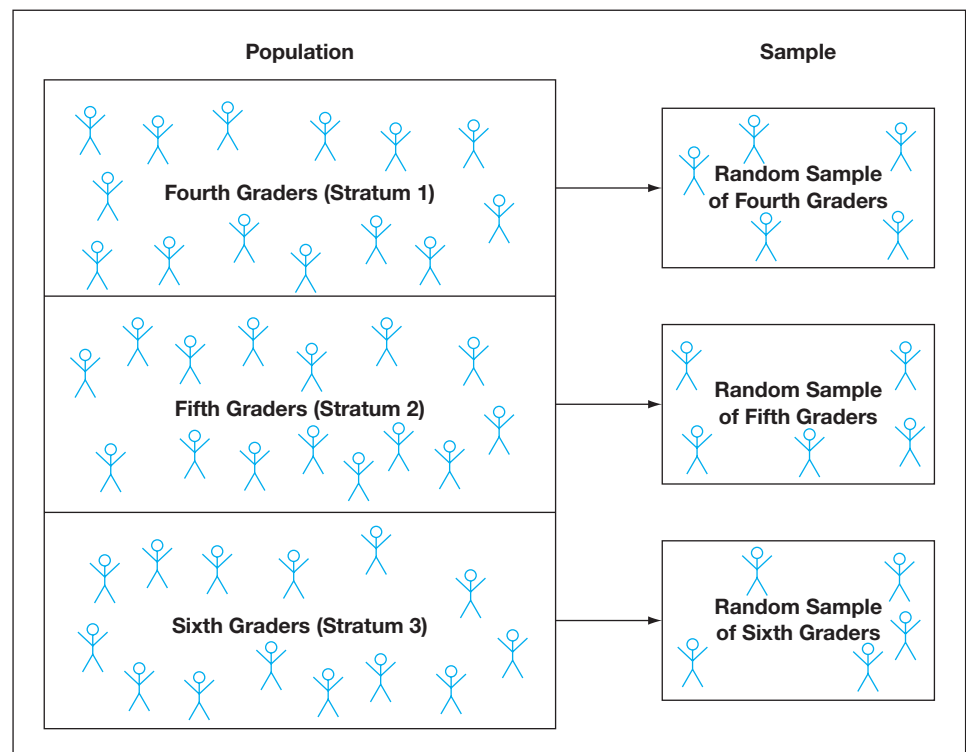 Population
Sample
Fourth Graders (Stratum 1)
Random Sample
of Fourth Graders
Fifth Graders (Stratum 2)
Random Sample
of Fifth Graders
Sixth Graders (Stratum 3)
Random Sample
of Sixth Graders